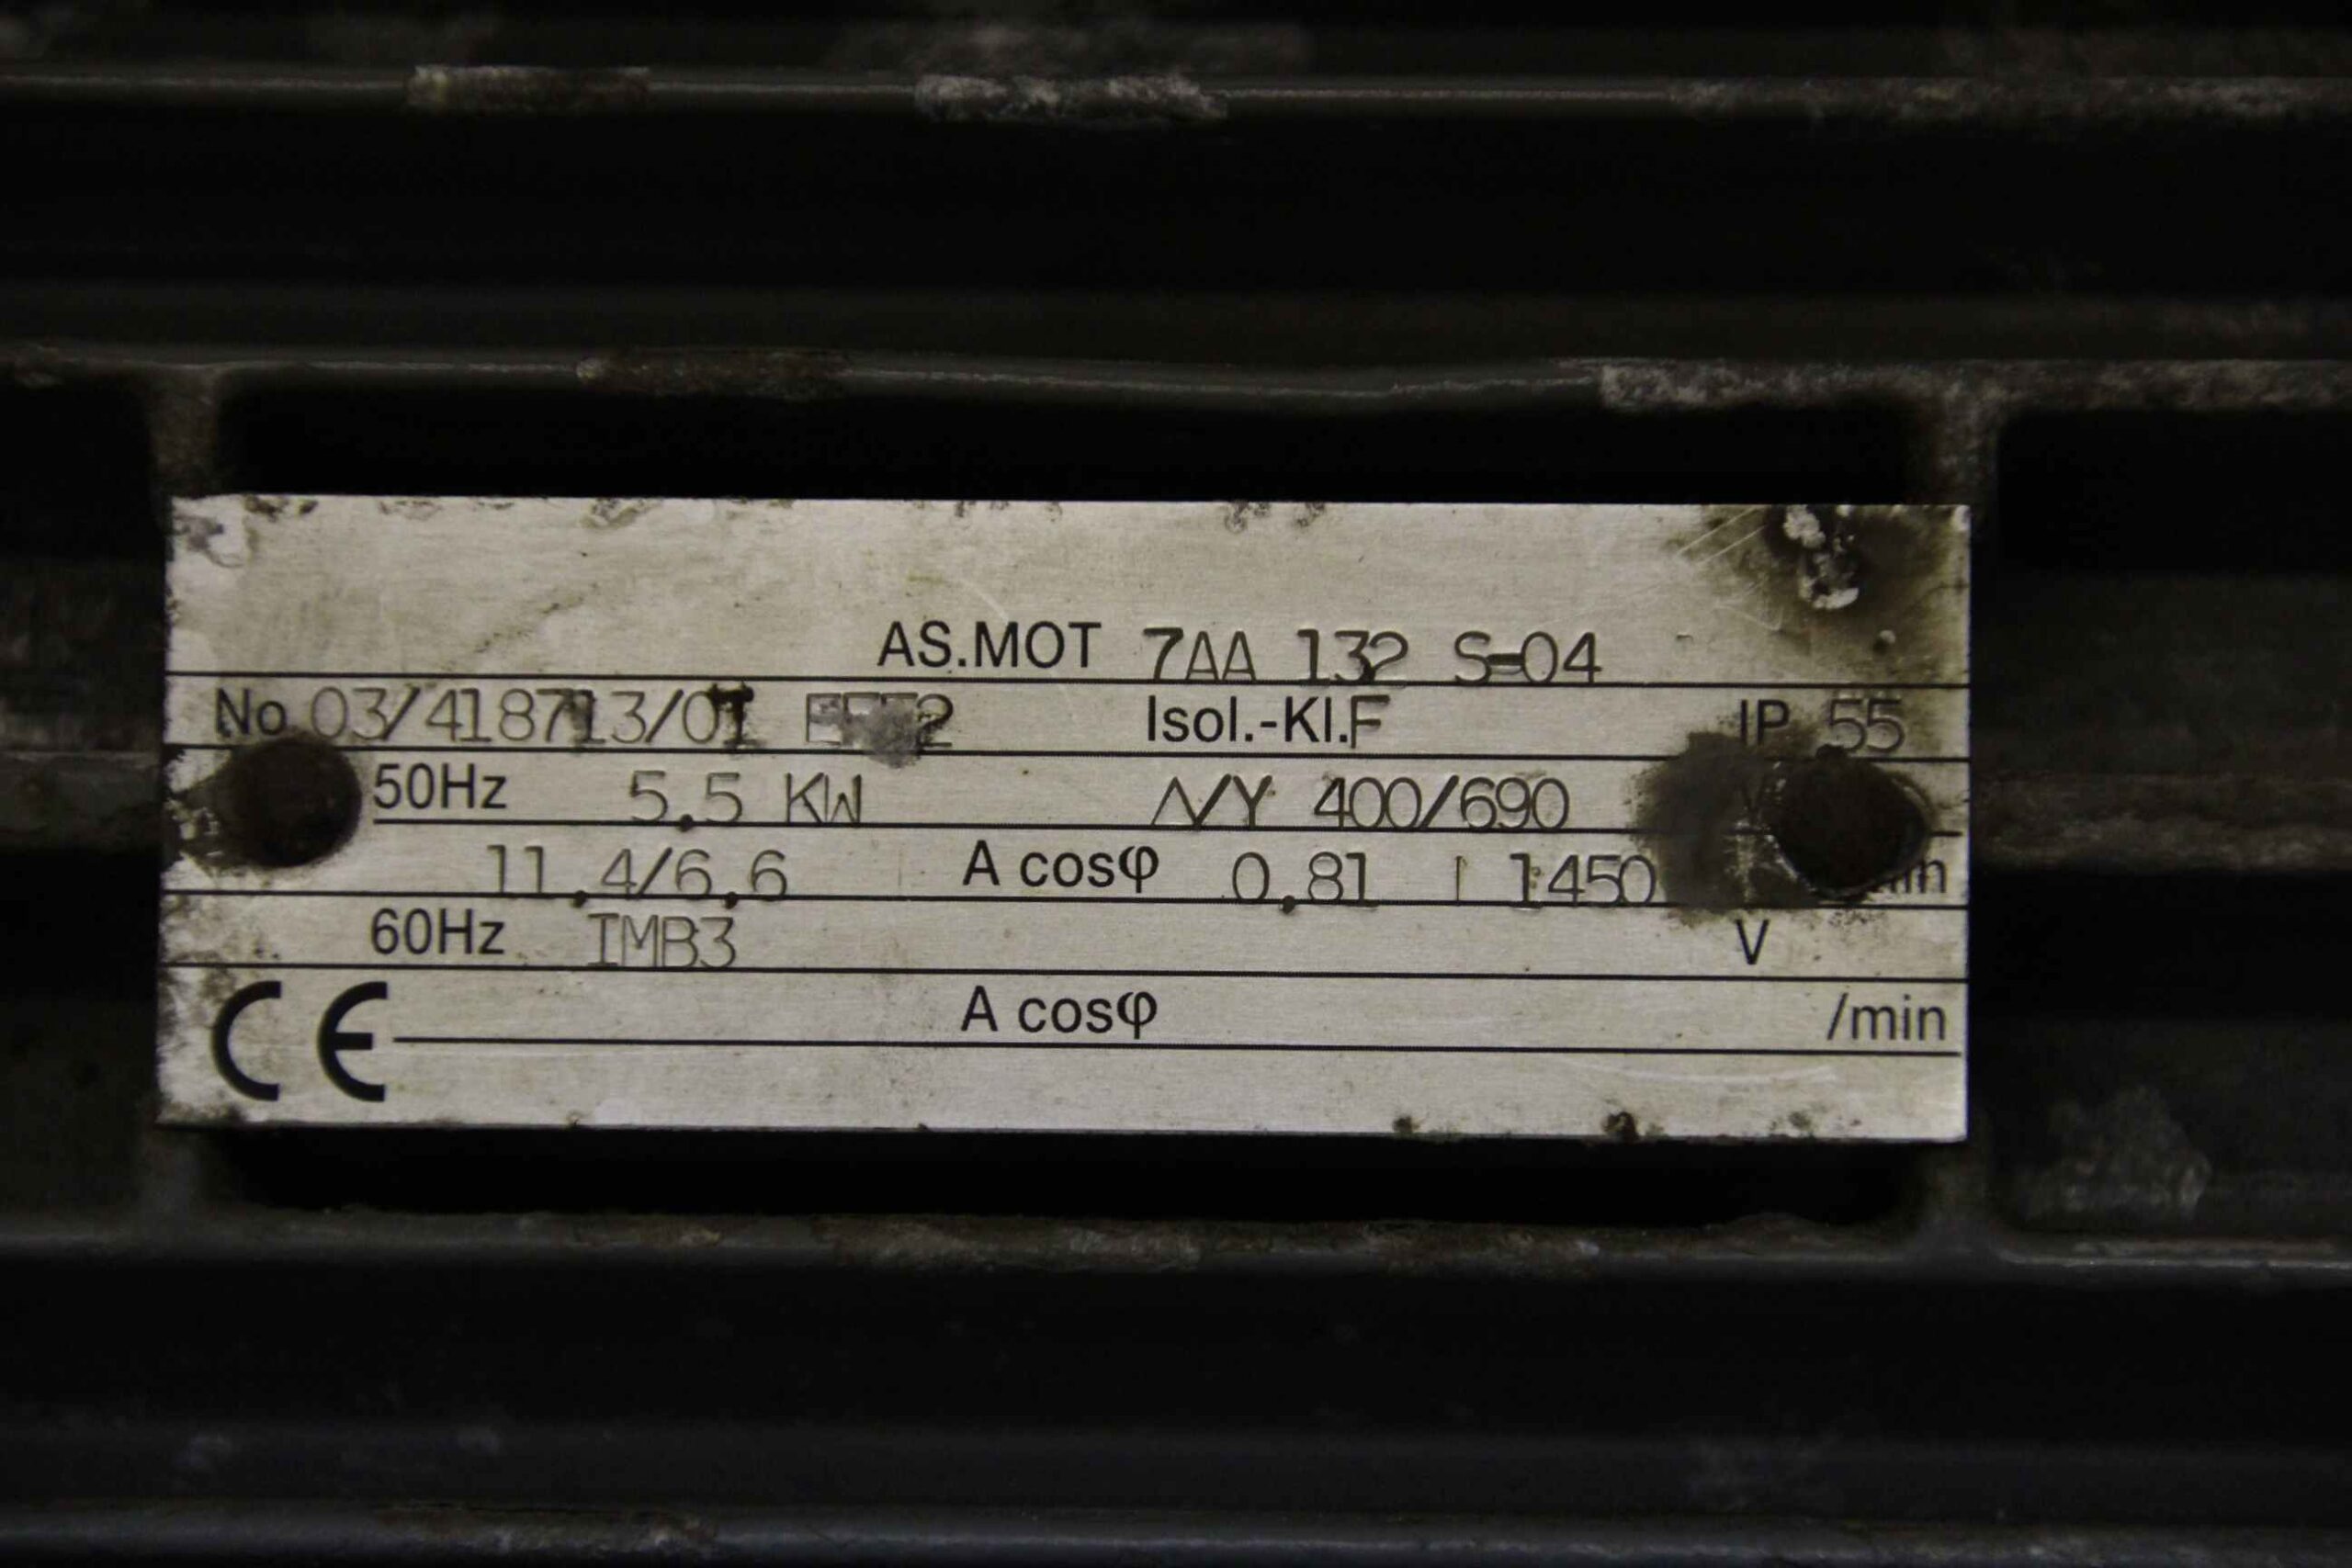 AS.MOT 7AA 132 S-04
No 03/418713/01 Isol.-Kl.F IP 55
50Hz 5.5 KW Δ/Y 400/690 V
11.4/6.6 A cosφ 0.81 1450
60Hz IMB3 V
CE A cosφ /min